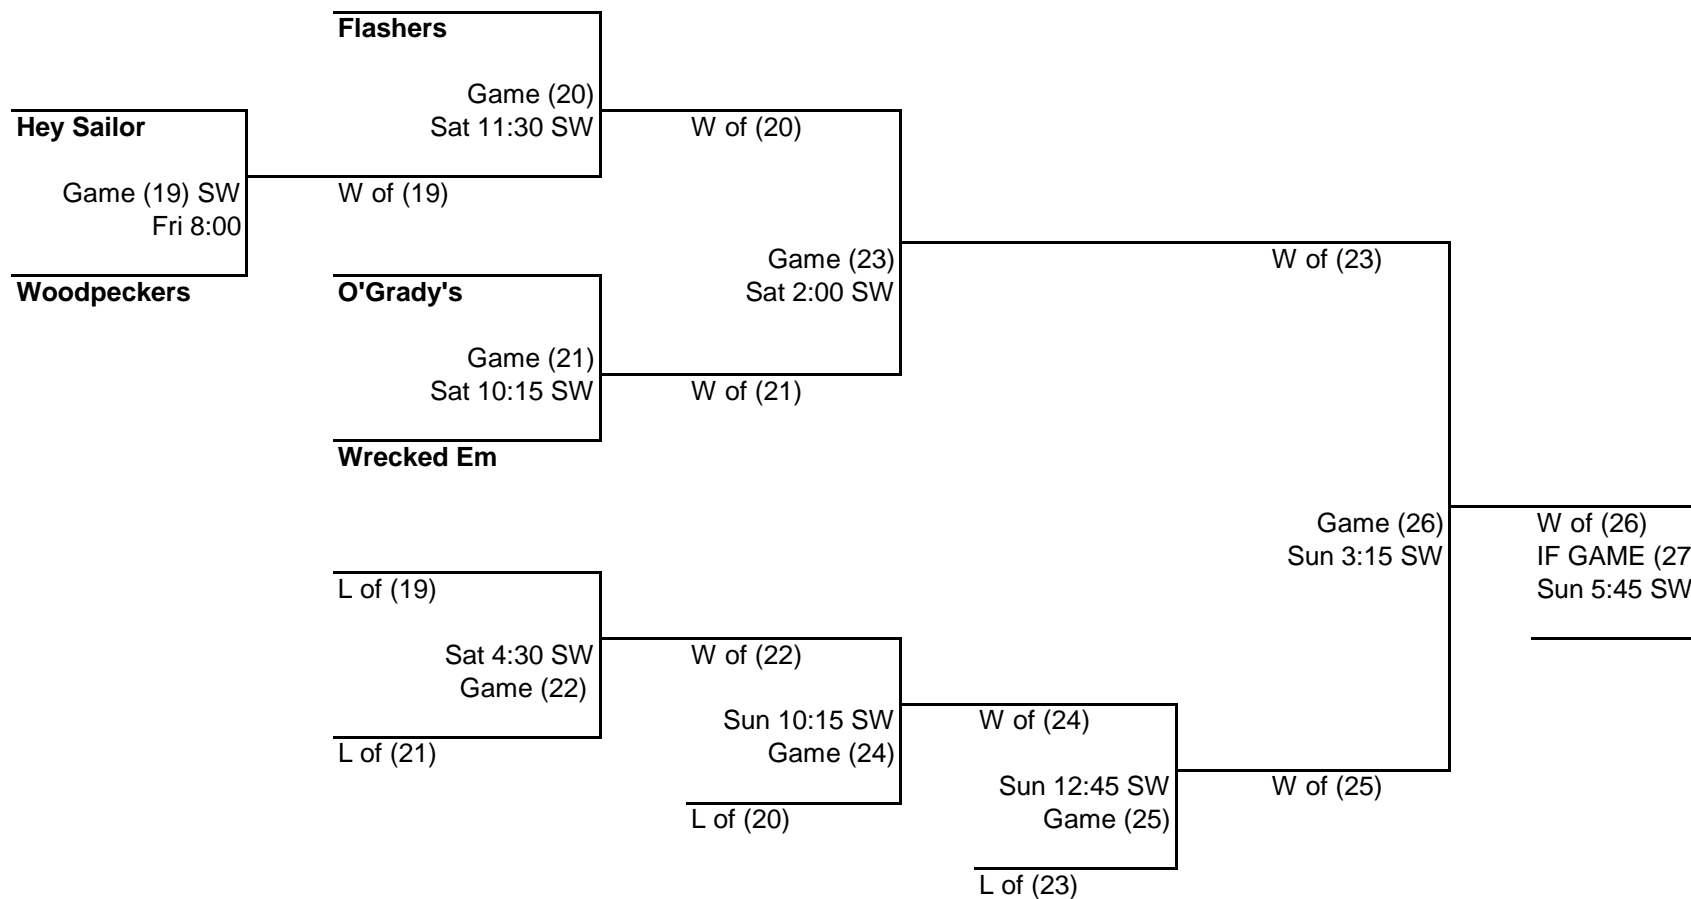 Flashers
Game (20)
Sat 11:30 SW
Hey Sailor
W of (20)
Game (19) SW
Fri 8:00
W of (19)
Woodpeckers
O'Grady's
Game (23)
Sat 2:00 SW
W of (23)
Game (21)
Sat 10:15 SW
W of (21)
Wrecked Em
Game (26)
Sun 3:15 SW
W of (26)
IF GAME (27
Sun 5:45 SW
L of (19)
Sat 4:30 SW
Game (22)
W of (22)
L of (21)
Sun 10:15 SW
Game (24)
W of (24)
L of (20)
Sun 12:45 SW
Game (25)
W of (25)
L of (23)